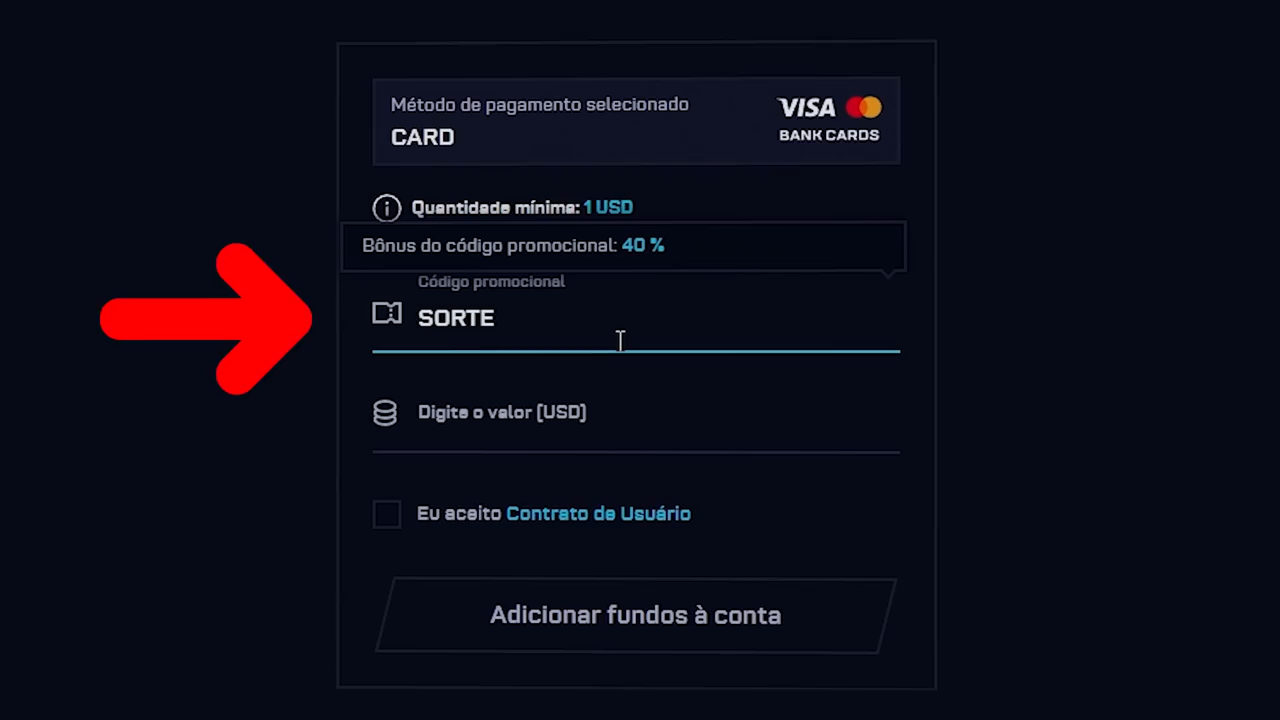 Método de pagamento selecionado
CARD
VISA
BANK CARDS
Quantidade mínima: 1 USD
Bônus do código promocional: 40 %
Código promocional
SORTE
Digite o valor (USD)
Eu aceito Contrato de Usuário
Adicionar fundos à conta